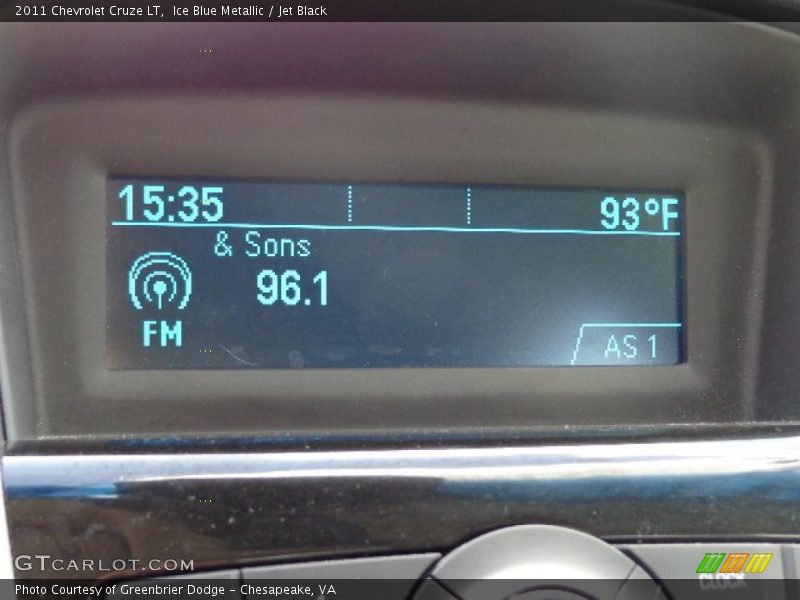 2011 Chevrolet Cruze LT,  Ice Blue Metallic / Jet Black
15:35 93°F
& Sons
96.1
FM
AS 1
GTCARLOT.COM
CLOCK
Photo Courtesy of Greenbrier Dodge - Chesapeake, VA